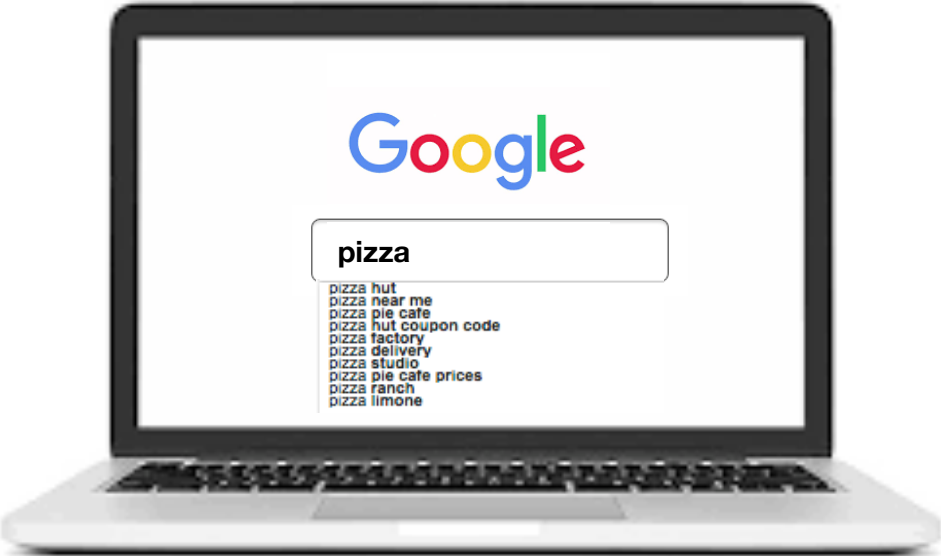 Google
pizza
pizza hut
pizza near me
pizza pie cafe
pizza hut coupon code
pizza factory
pizza delivery
pizza studio
pizza pie cafe prices
pizza ranch
pizza limone